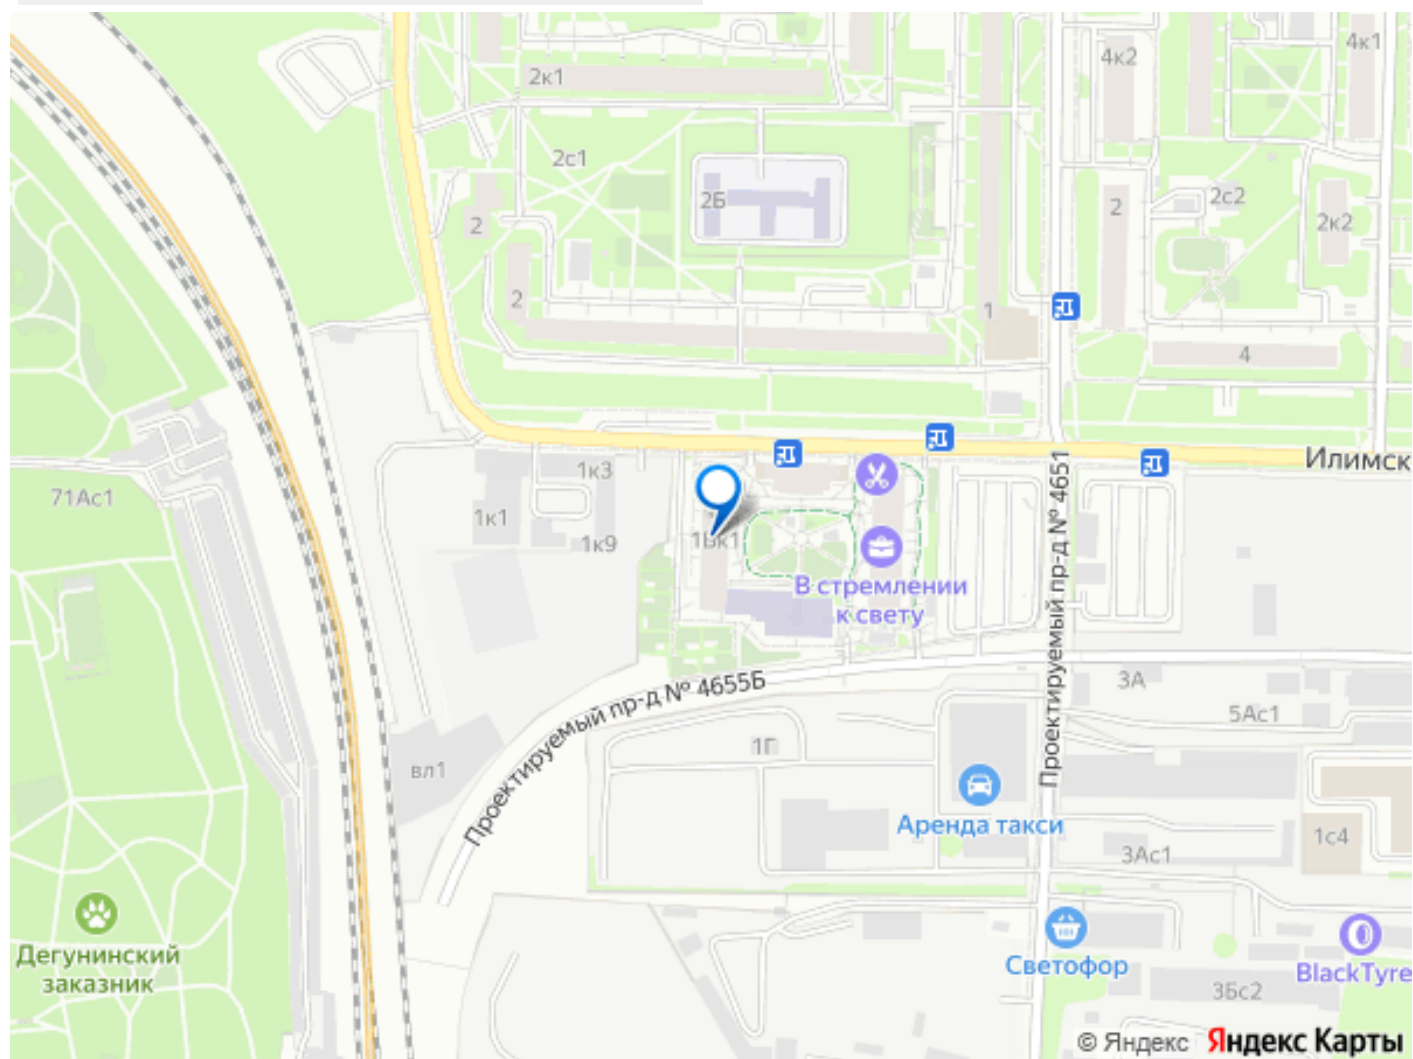 2к1
4к2
4к1
2с1
2Б
2с2
2
2
2к2
2
1
4
Илимск
71Ас1
1к3
1к1
1Вк1
1к9
В стремлении
к свету
Проектируемый пр-д № 4651
Проектируемый пр-д № 4655Б
3А
5Ас1
1Г
вл1
Аренда такси
1с4
3Ас1
Дегунинский
заказник
Светофор
BlackTyre
3Бс2
© Яндекс Яндекс Карты